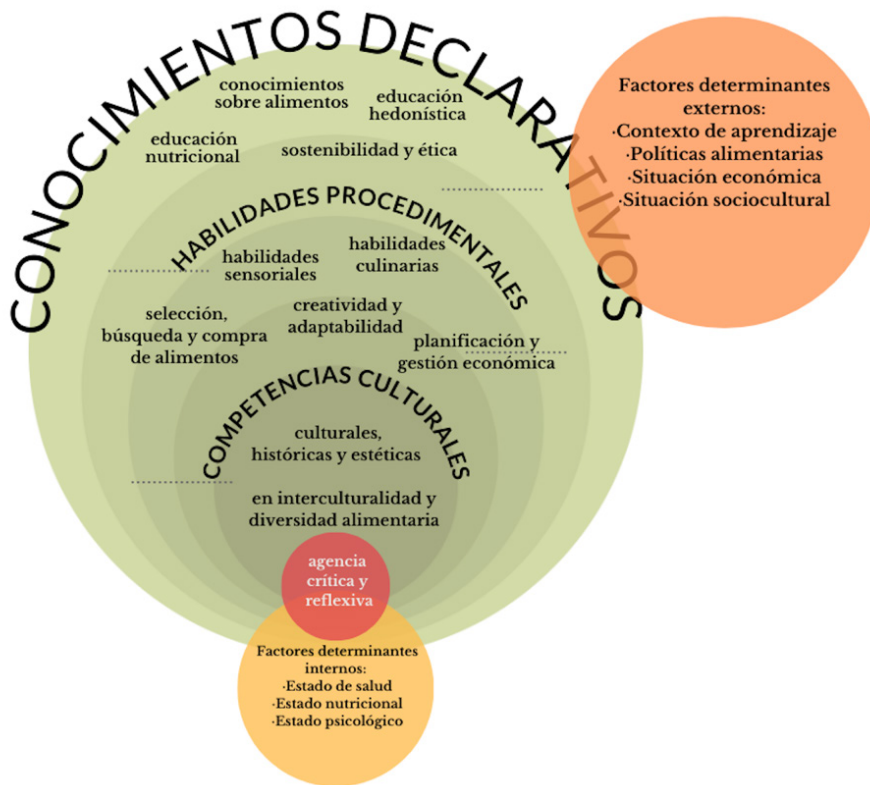 CONOCIMIENTOS DECLARATIVOS
conocimientos
sobre alimentos
educación
hedonística
educación
nutricional
sostenibilidad y ética
HABILIDADES PROCEDIMENTALES
habilidades
sensoriales
habilidades
culinarias
selección,
búsqueda y compra
de alimentos
creatividad y
adaptabilidad
planificación y
gestión económica
COMPETENCIAS CULTURALES
culturales,
históricas y estéticas
en interculturalidad y
diversidad alimentaria
agencia
crítica y
reflexiva
Factores determinantes
internos:
·Estado de salud
·Estado nutricional
·Estado psicológico
Factores determinantes
externos:
·Contexto de aprendizaje
·Políticas alimentarias
·Situación económica
·Situación sociocultural